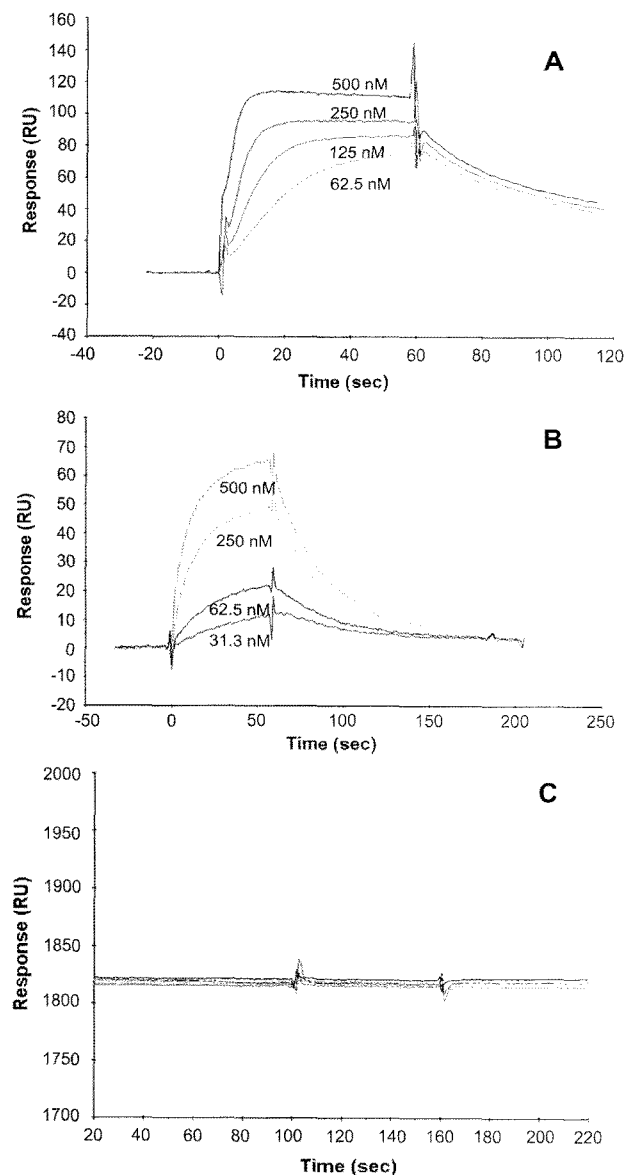 A
160
140
120
100
80
60
40
20
0
-20
-40
Response (RU)
500 nM
250 nM
125 nM
62.5 nM
-40 -20 0 20 40 60 80 100 120
Time (sec)
B
80
70
60
50
40
30
20
10
0
-10
-20
Response (RU)
500 nM
250 nM
62.5 nM
31.3 nM
-50 0 50 100 150 200 250
Time (sec)
C
2000
1950
1900
1850
1800
1750
1700
Response (RU)
20 40 60 80 100 120 140 160 180 200 220
Time (sec)